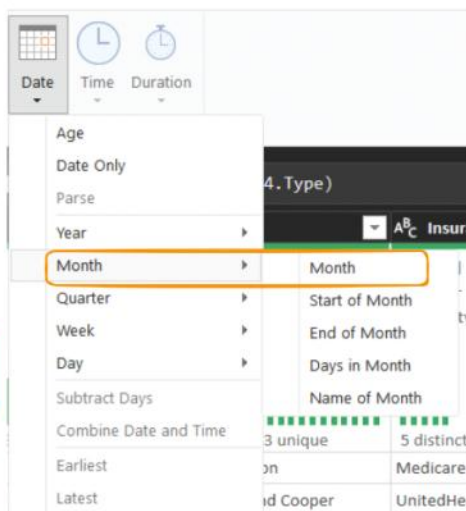 Date Time Duration
Age
Date Only
Parse
4.Type)
Year
ABC Insur
Month
Month
Quarter
Start of Month
Week
End of Month
Day
Days in Month
Subtract Days
Name of Month
Combine Date and Time
3 unique
5 distinct
Earliest
on
Medicare
Latest
nd Cooper
UnitedHe